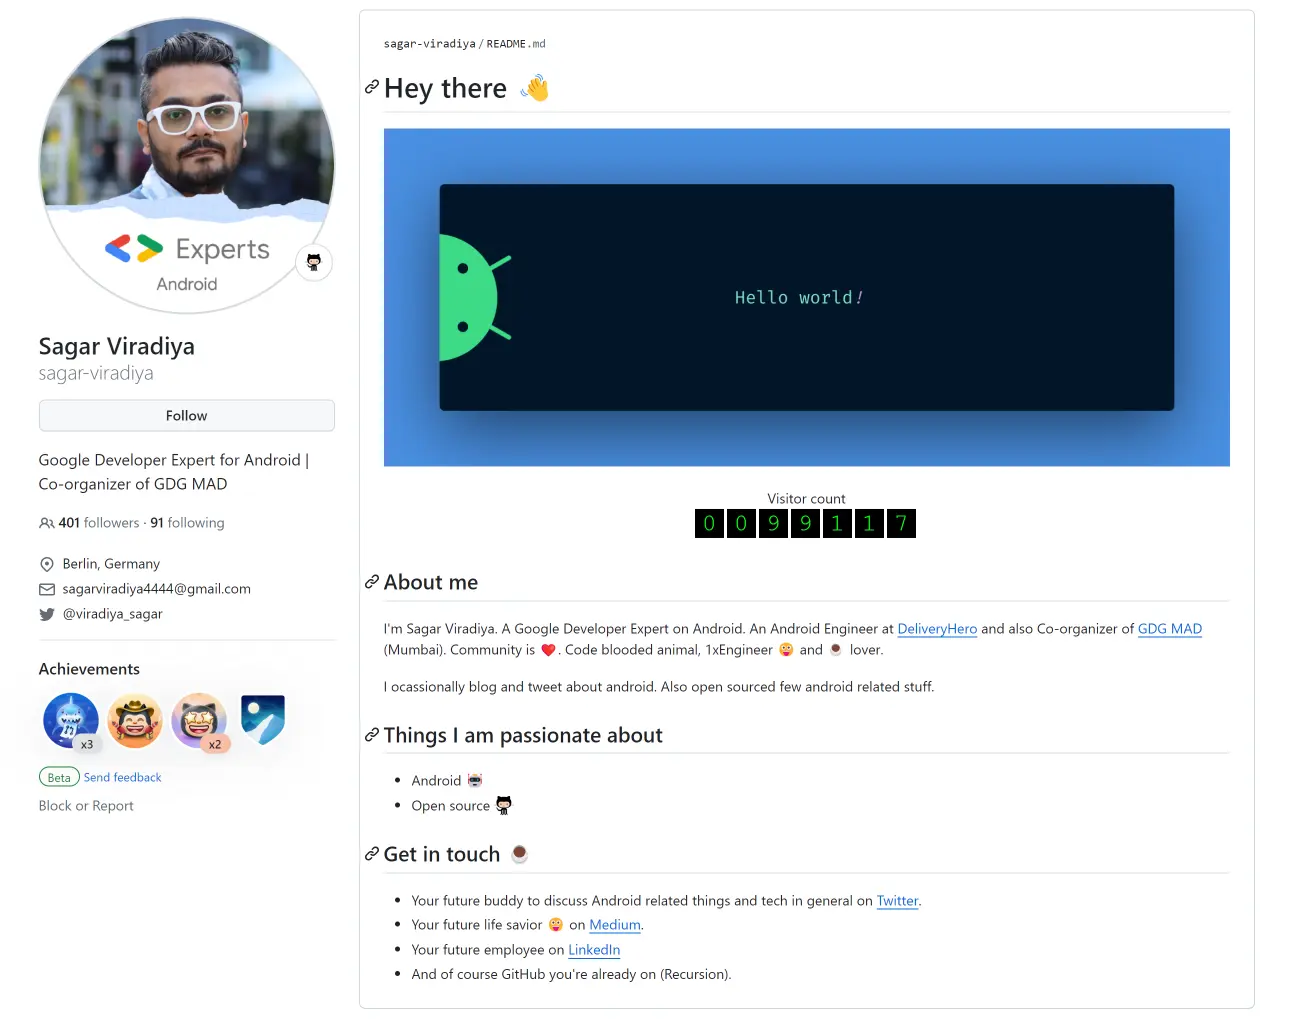 Experts
Android
Sagar Viradiya
sagar-viradiya
Follow
Google Developer Expert for Android |
Co-organizer of GDG MAD
401 followers · 91 following
Berlin, Germany
sagarviradiya4444@gmail.com
@viradiya_sagar
Achievements
x3
x2
Beta Send feedback
Block or Report
sagar-viradiya / README.md
Hey there 👋
Hello world!
Visitor count
0 0 9 9 1 1 7
About me
I'm Sagar Viradiya. A Google Developer Expert on Android. An Android Engineer at DeliveryHero and also Co-organizer of GDG MAD
(Mumbai). Community is ❤️. Code blooded animal, 1xEngineer 😜 and ☕ lover.
I ocassionally blog and tweet about android. Also open sourced few android related stuff.
Things I am passionate about
• Android 🤖
• Open source
Get in touch ☕
• Your future buddy to discuss Android related things and tech in general on Twitter.
• Your future life savior 😜 on Medium.
• Your future employee on LinkedIn
• And of course GitHub you're already on (Recursion).